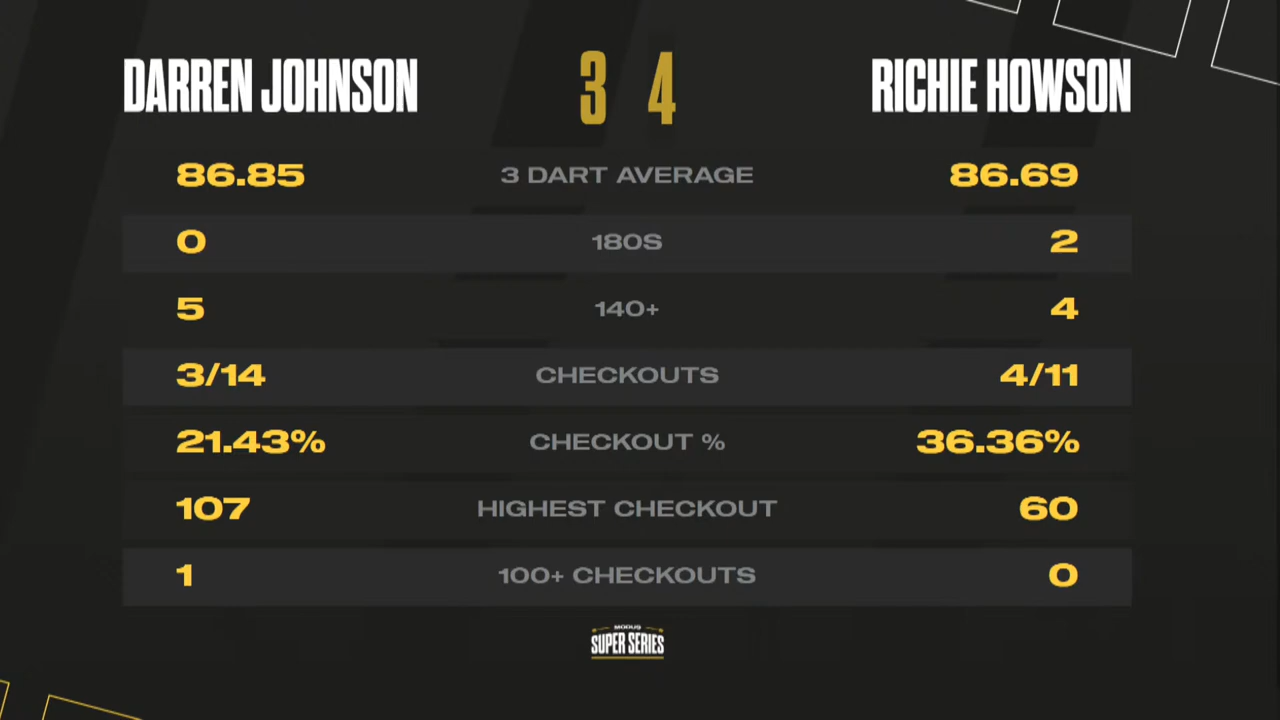 DARREN JOHNSON 3 4 RICHIE HOWSON
86.85 3 DART AVERAGE 86.69
0 180S 2
5 140+ 4
3/14 CHECKOUTS 4/11
21.43% CHECKOUT % 36.36%
107 HIGHEST CHECKOUT 60
1 100+ CHECKOUTS 0
MODUS
SUPER SERIES